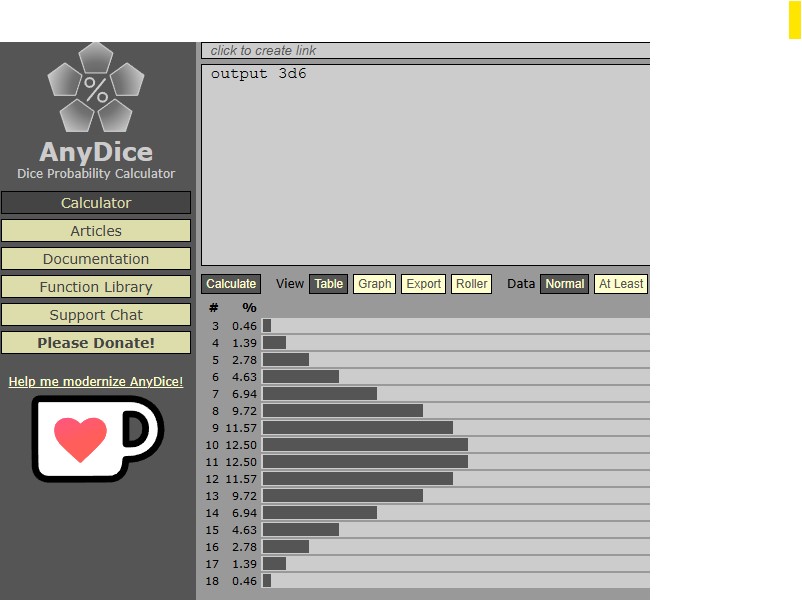 click to create link
output 3d6
%
AnyDice
Dice Probability Calculator
Calculator
Articles
Documentation
Function Library
Support Chat
Please Donate!
Help me modernize AnyDice!
Calculate View Table Graph Export Roller Data Normal At Least
# %
3 0.46
4 1.39
5 2.78
6 4.63
7 6.94
8 9.72
9 11.57
10 12.50
11 12.50
12 11.57
13 9.72
14 6.94
15 4.63
16 2.78
17 1.39
18 0.46